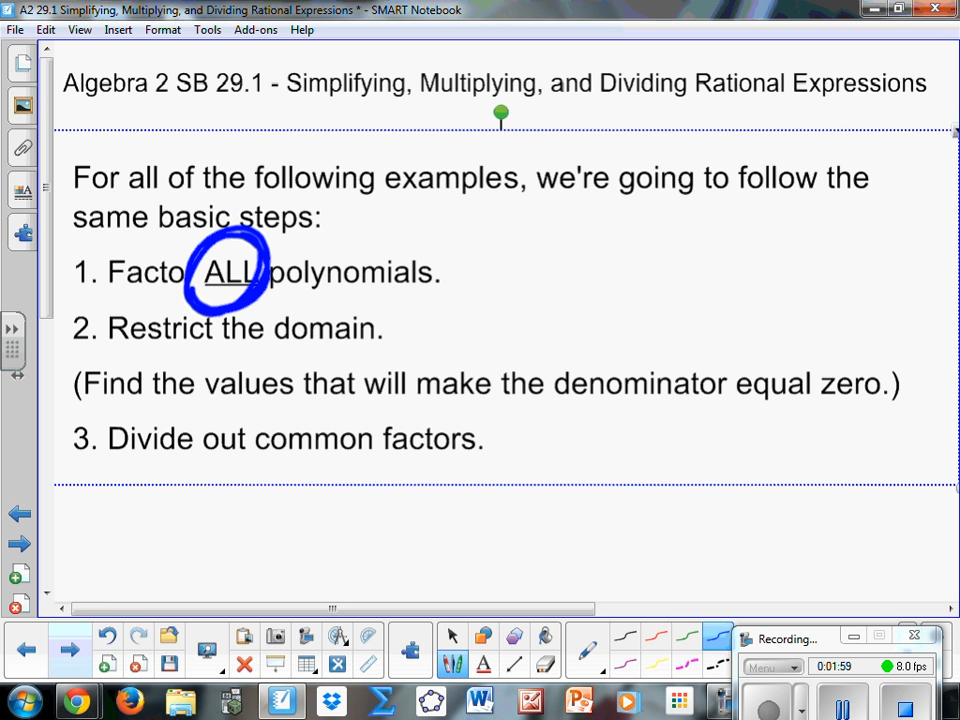 A2 29.1 Simplifying, Multiplying, and Dividing Rational Expressions * - SMART Notebook
File Edit View Insert Format Tools Add-ons Help
Algebra 2 SB 29.1 - Simplifying, Multiplying, and Dividing Rational Expressions
For all of the following examples, we're going to follow the
same basic steps:
1. Facto ALL polynomials.
2. Restrict the domain.
(Find the values that will make the denominator equal zero.)
3. Divide out common factors.
Recording...
Menu 0:01:59 8.0 fps